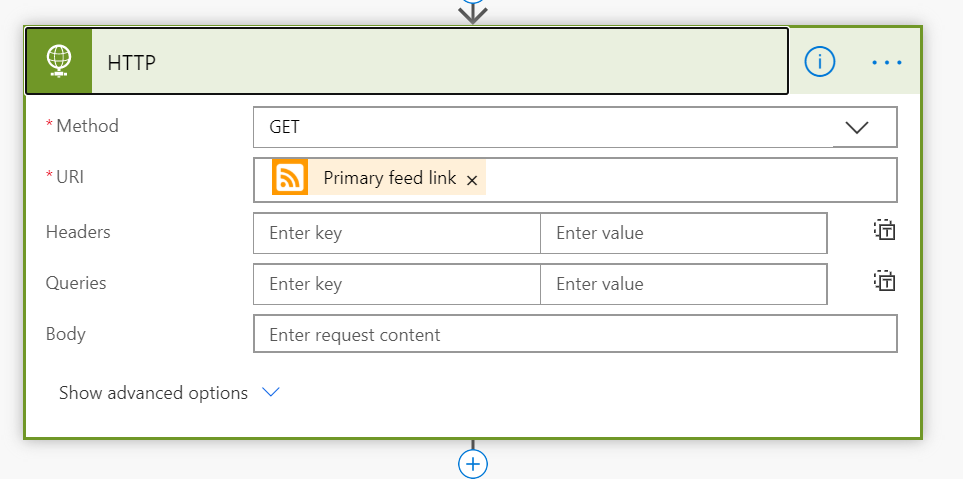 HTTP
* Method
GET
* URI
Primary feed link ×
Headers
Enter key
Enter value
Queries
Enter key
Enter value
Body
Enter request content
Show advanced options